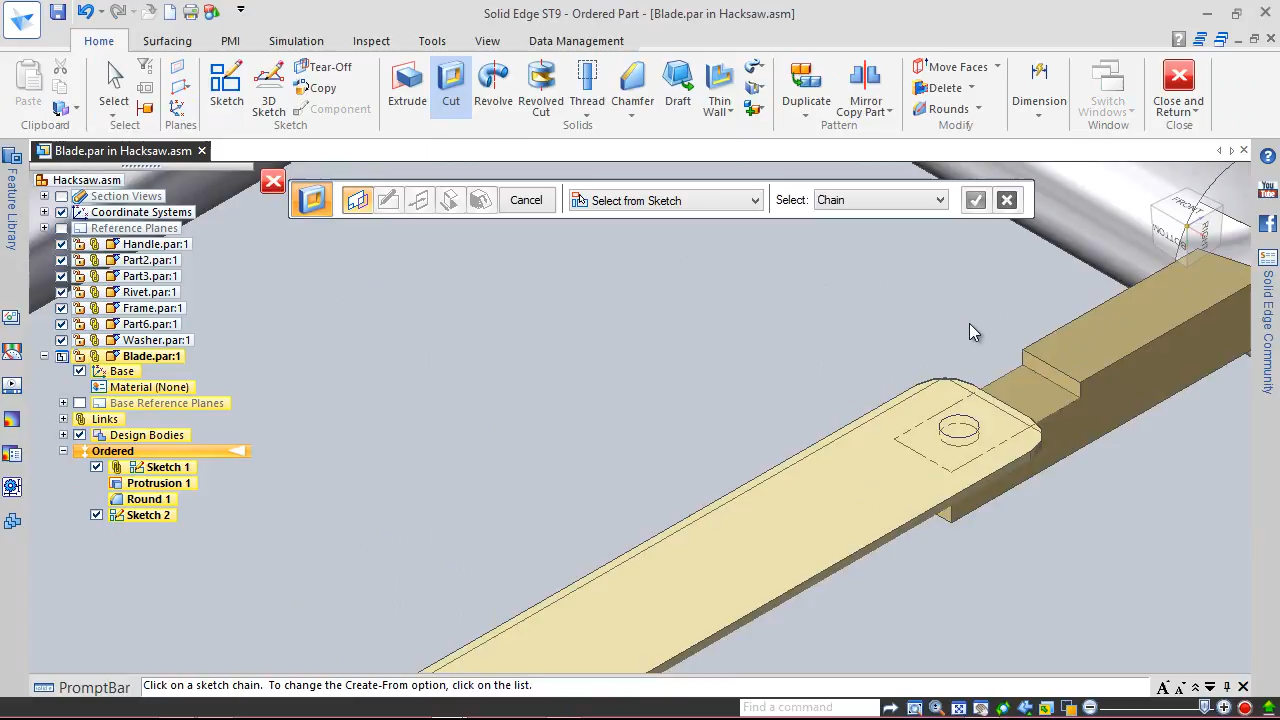 Solid Edge ST9 - Ordered Part - [Blade.par in Hacksaw.asm]
Home
Surfacing
PMI
Simulation
Inspect
Tools
View
Data Management
Paste
Clipboard
Select
Select
Planes
Sketch
3D
Sketch
Tear-Off
Copy
Component
Sketch
Extrude
Cut
Revolve
Revolved
Cut
Thread
Chamfer
Draft
Thin
Wall
Solids
Duplicate
Mirror
Copy Part
Pattern
Move Faces
Delete
Rounds
Modify
Dimension
Switch
Windows
Window
Close and
Return
Close
Blade.par in Hacksaw.asm
Feature Library
Hacksaw.asm
Section Views
Coordinate Systems
Reference Planes
Handle.par:1
Part2.par:1
Part3.par:1
Rivet.par:1
Frame.par:1
Part6.par:1
Washer.par:1
Blade.par:1
Base
Material (None)
Base Reference Planes
Links
Design Bodies
Ordered
Sketch 1
Protrusion 1
Round 1
Sketch 2
Cancel
Select from Sketch
Select:
Chain
FRONT
BOTTOM
You
Tube
Solid Edge Community
PromptBar
Click on a sketch chain. To change the Create-From option, click on the list.
Find a command